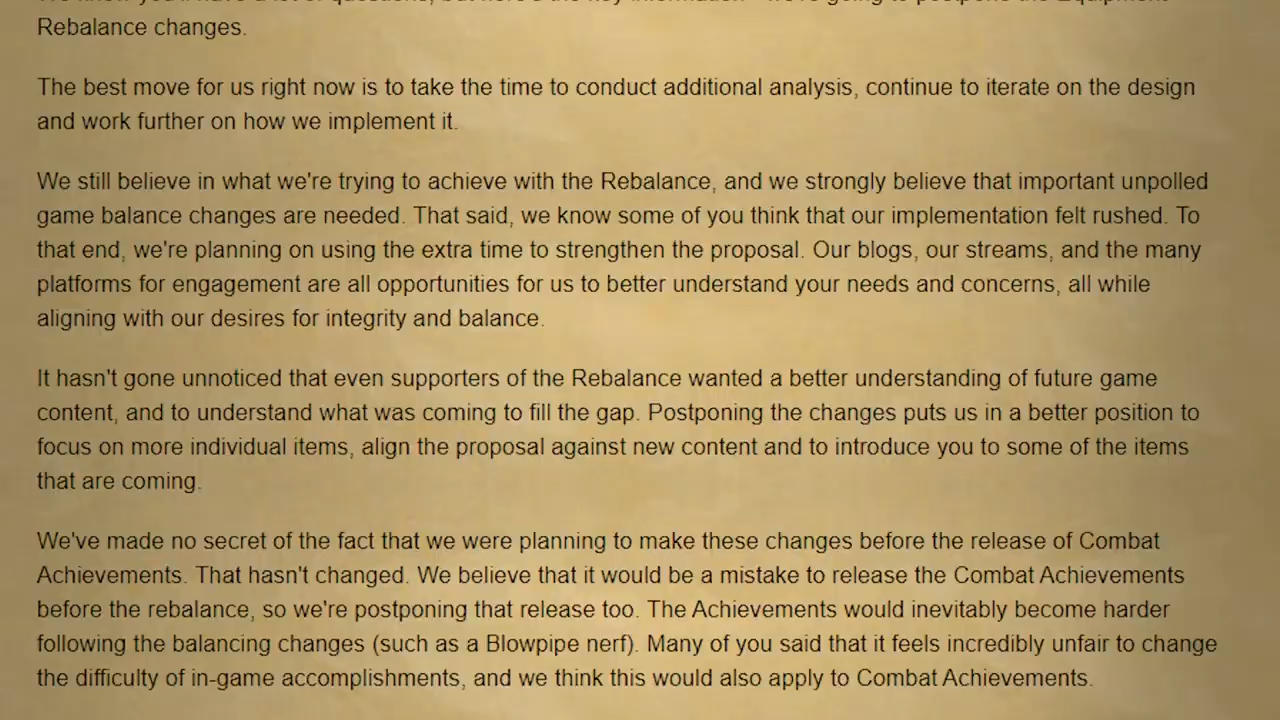 Rebalance changes.
The best move for us right now is to take the time to conduct additional analysis, continue to iterate on the design
and work further on how we implement it.
We still believe in what we're trying to achieve with the Rebalance, and we strongly believe that important unpolled
game balance changes are needed. That said, we know some of you think that our implementation felt rushed. To
that end, we're planning on using the extra time to strengthen the proposal. Our blogs, our streams, and the many
platforms for engagement are all opportunities for us to better understand your needs and concerns, all while
aligning with our desires for integrity and balance.
It hasn't gone unnoticed that even supporters of the Rebalance wanted a better understanding of future game
content, and to understand what was coming to fill the gap. Postponing the changes puts us in a better position to
focus on more individual items, align the proposal against new content and to introduce you to some of the items
that are coming.
We've made no secret of the fact that we were planning to make these changes before the release of Combat
Achievements. That hasn't changed. We believe that it would be a mistake to release the Combat Achievements
before the rebalance, so we're postponing that release too. The Achievements would inevitably become harder
following the balancing changes (such as a Blowpipe nerf). Many of you said that it feels incredibly unfair to change
the difficulty of in-game accomplishments, and we think this would also apply to Combat Achievements.